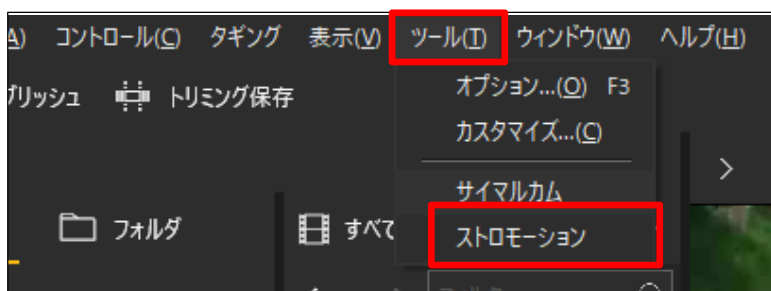 A) コントロール(C) タギング 表示(V) ツール(T) ウィンドウ(W) ヘルプ(H)
ブリッシュ トリミング保存
オプション...(O) F3
カスタマイズ...(C)
サイマルカム
フォルダ すべて
ストロモーション